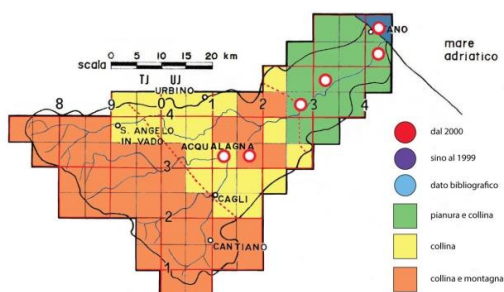 ANO
mare
adriatico
0 5 10 15 20 km
scala
TJ UJ
URBINO
8 9 0 1 2 3 4
4
S. ANGELO
IN VADO
ACQUALAGNA
3
CAGLI
2
CANTIANO
1
dal 2000
sino al 1999
dato bibliografico
pianura e collina
collina
collina e montagna